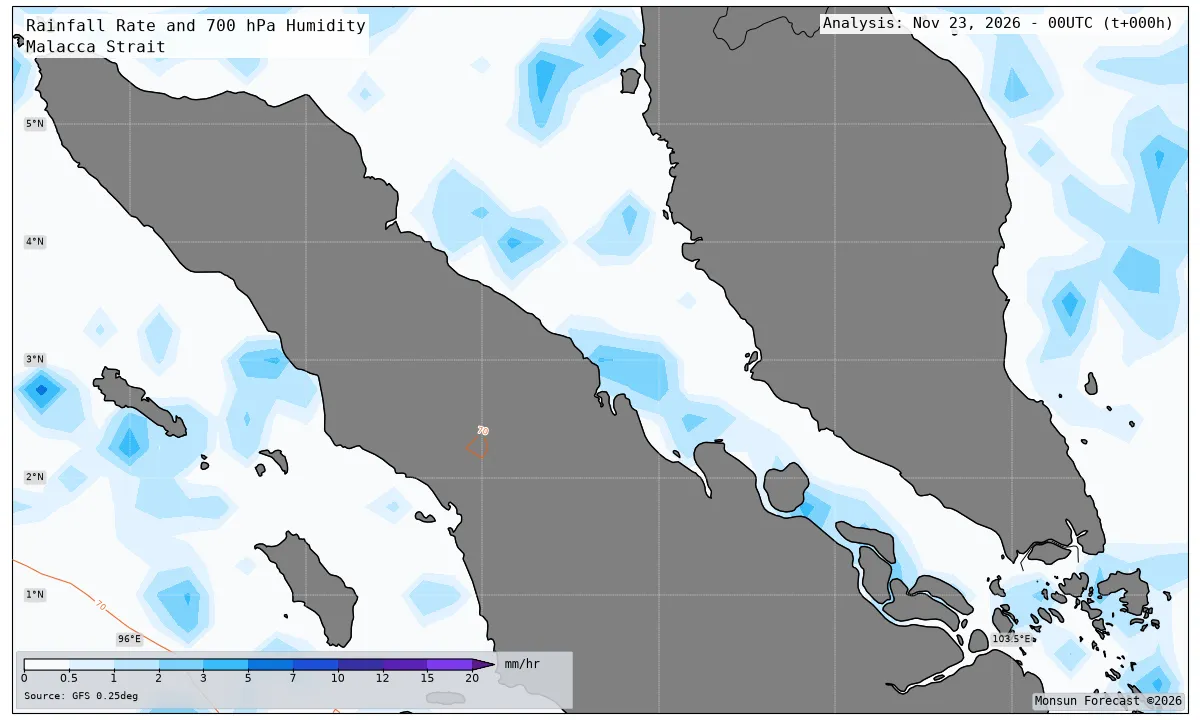 Rainfall Rate and 700 hPa Humidity
Malacca Strait
Analysis: Nov 23, 2026 - 00UTC (t+000h)
5°N
4°N
3°N
70
2°N
1°N
70
96°E
103.5°E
mm/hr
0 0.5 1 2 3 5 7 10 12 15 20
Source: GFS 0.25deg
Monsun Forecast ©2026